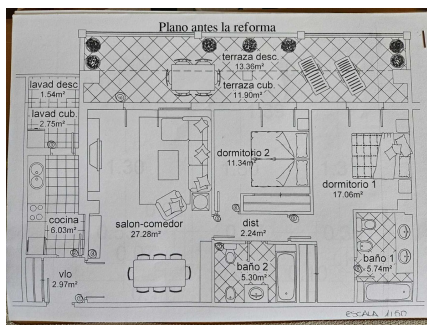 Plano antes la reforma
terraza desc.
13.36m²
terraza cub.
11.90m²
lavad desc
1.54m²
lavad cub.
2.75m²
dormitorio 2
11.34m²
dormitorio 1
17.06m²
cocina
6.03m²
salon-comedor
27.28m²
dist
2.24m²
baño 2
5.30m²
baño 1
5.74m²
vlo
2.97m²